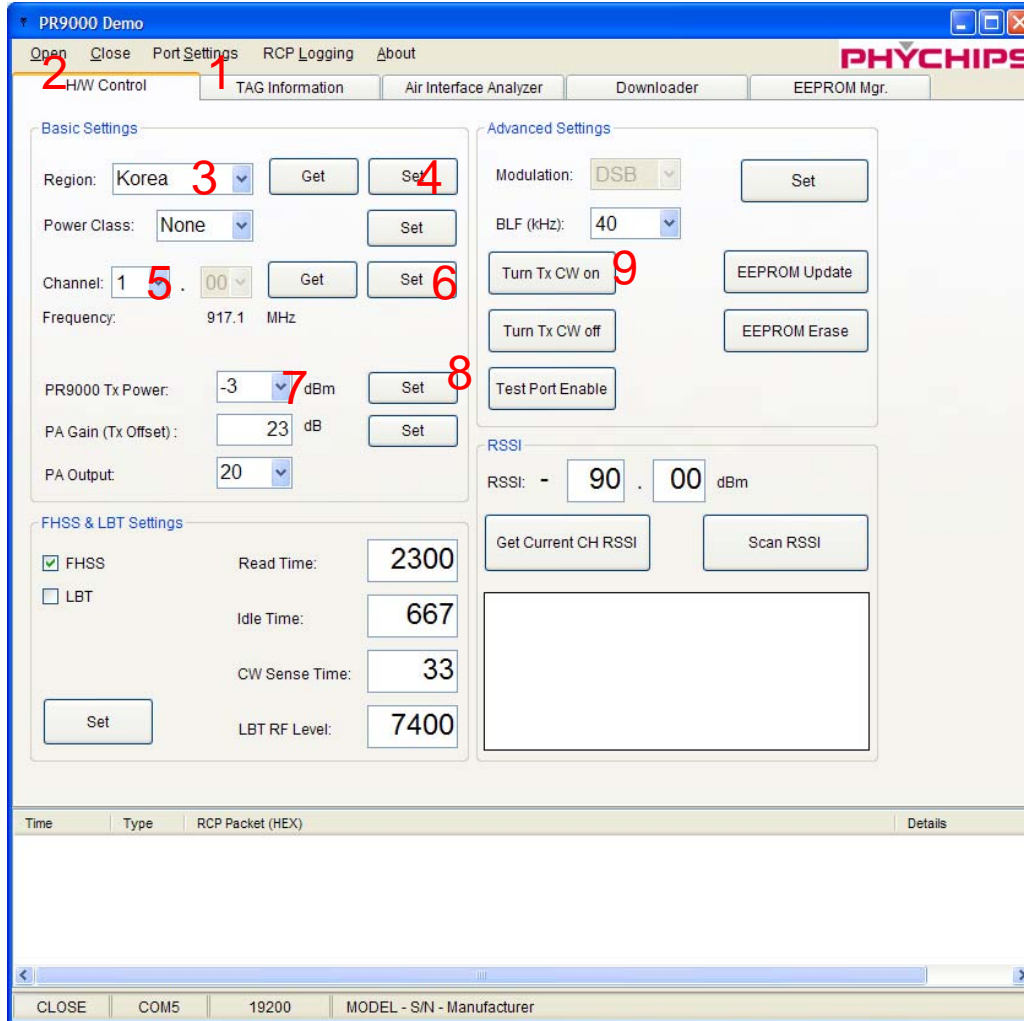 PR9000 Demo
Open Close Port Settings RCP Logging About
PHYCHIPS
2 1
H/W Control TAG Information Air Interface Analyzer Downloader EEPROM Mgr.
Basic Settings
Region: Korea 3 Get Set 4
Power Class: None Set
Channel: 1 5 . 00 Get Set 6
Frequency: 917.1 MHz
PR9000 Tx Power: -3 7 dBm Set 8
PA Gain (Tx Offset) : 23 dB Set
PA Output: 20
Advanced Settings
Modulation: DSB Set
BLF (kHz): 40
Turn Tx CW on 9 EEPROM Update
Turn Tx CW off EEPROM Erase
Test Port Enable
RSSI
RSSI: - 90 . 00 dBm
Get Current CH RSSI Scan RSSI
FHSS & LBT Settings
FHSS Read Time: 2300
LBT
Idle Time: 667
CW Sense Time: 33
Set LBT RF Level: 7400
Time Type RCP Packet (HEX) Details
CLOSE COM5 19200 MODEL - S/N - Manufacturer